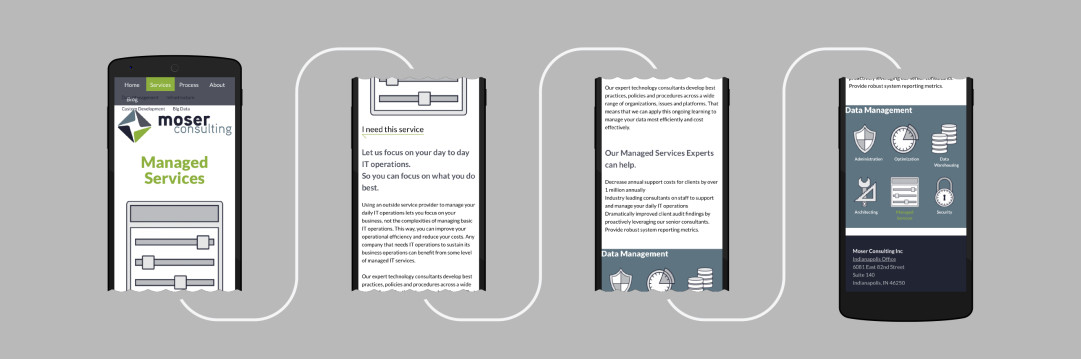 Home Services Process About
Blog
Custom Development Big Data
moser
consulting
Managed
Services
I need this service
Let us focus on your day to day
IT operations.
So you can focus on what you do
best.
Using an outside service provider to manage your
daily IT operations lets you focus on your
business, not the complexities of managing basic
IT operations. This way, you can improve your
operational efficiency and reduce your costs. Any
company that needs IT operations to sustain its
business operations can benefit from some level
of managed IT services.
Our expert technology consultants develop best
practices, policies and procedures across a wide
Our expert technology consultants develop best
practices, policies and procedures across a wide
range of organizations, issues and platforms. That
means that we can apply this ongoing learning to
manage your data most efficiently and cost
effectively.
Our Managed Services Experts
can help.
Decrease annual support costs for clients by over
1 million annually
Industry leading consultants on staff to support
and manage your daily IT operations
Dramatically improved client audit findings by
proactively leveraging our senior consultants.
Provide robust system reporting metrics.
Data Management
proactively leveraging our senior consultants.
Provide robust system reporting metrics.
Data Management
Administration Optimization Data
Warehousing
Architecting Managed
Services Security
Moser Consulting Inc
Indianapolis Office
6081 East 82nd Street
Suite 140
Indianapolis, IN 46250